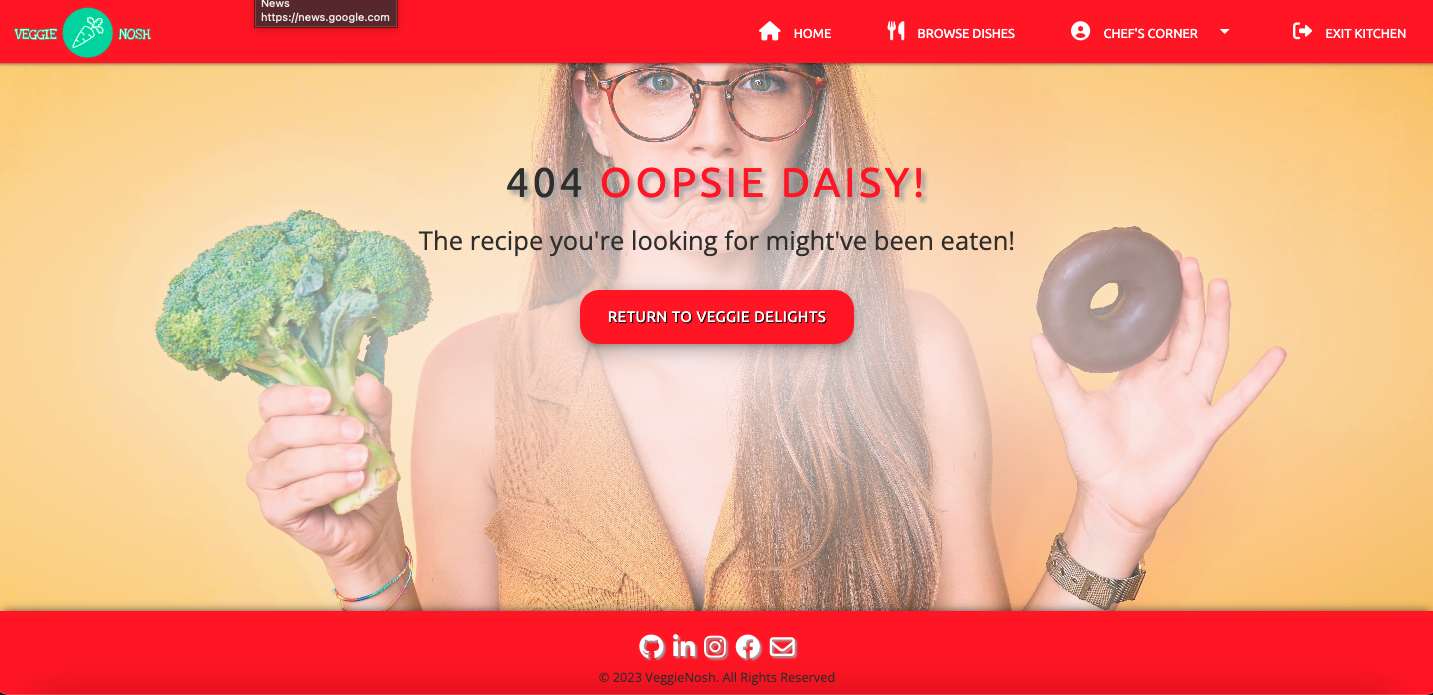 News
https://news.google.com
VEGGIE NOSH
HOME
BROWSE DISHES
CHEF'S CORNER
EXIT KITCHEN
404 OOPSIE DAISY!
The recipe you're looking for might've been eaten!
RETURN TO VEGGIE DELIGHTS
© 2023 VeggieNosh. All Rights Reserved